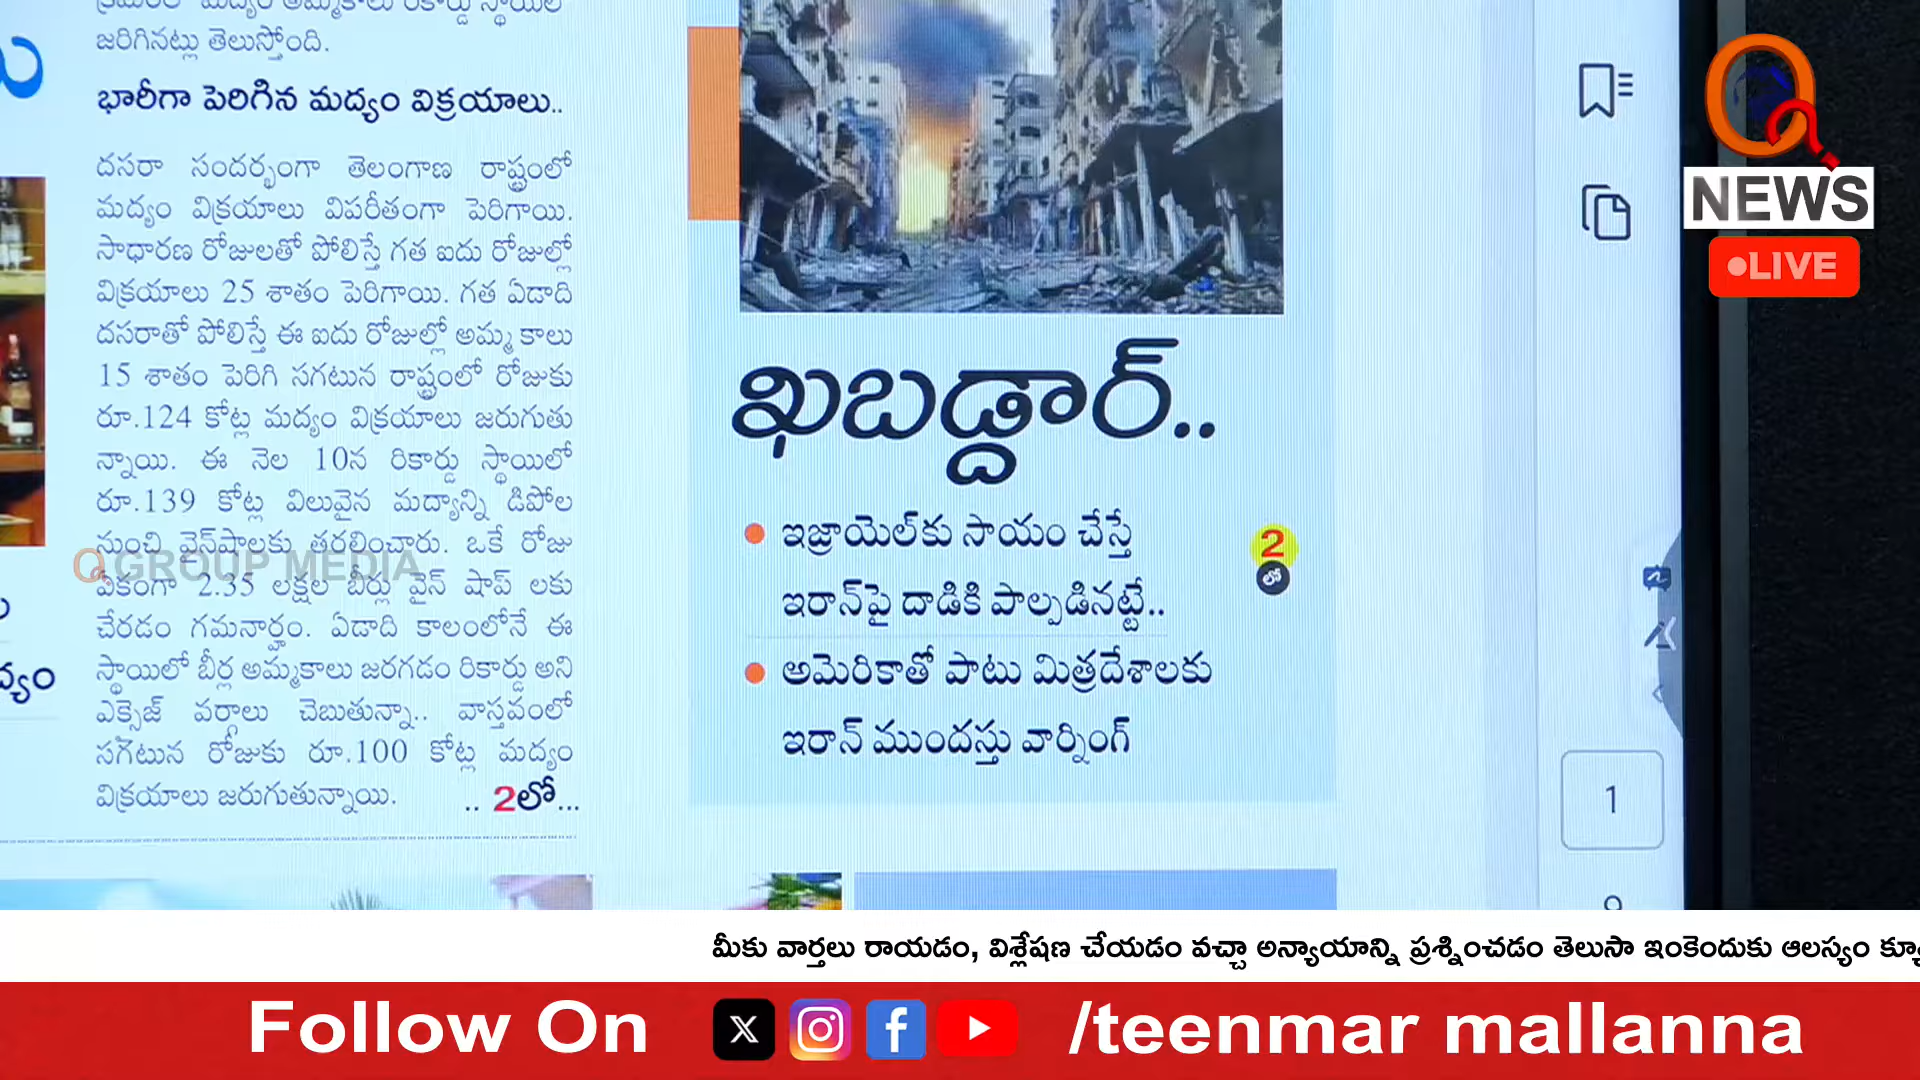 జరిగినట్లు తెలుస్తోంది.
భారీగా పెరిగిన మద్యం విక్రయాలు..
దసరా సందర్భంగా తెలంగాణ రాష్ట్రంలో
మద్యం విక్రయాలు విపరీతంగా పెరిగాయి.
సాధారణ రోజులతో పోలిస్తే గత ఐదు రోజుల్లో
విక్రయాలు 25 శాతం పెరిగాయి. గత ఏడాది
దసరాతో పోలిస్తే ఈ ఐదు రోజుల్లో అమ్మ కాలు
15 శాతం పెరిగి సగటున రాష్ట్రంలో రోజుకు
రూ.124 కోట్ల మద్యం విక్రయాలు జరుగుతు
న్నాయి. ఈ నెల 10న రికార్డు స్థాయిలో
రూ.139 కోట్ల విలువైన మద్యాన్ని డిపోల
నుంచి వైన్‌షాపులకు తరలించారు. ఒకే రోజు
ఏకంగా 2.35 లక్షల బీర్లు వైన్ షాప్ లకు
చేరడం గమనార్హం. ఏడాది కాలంలోనే ఈ
స్థాయిలో బీర్ల అమ్మకాలు జరగడం రికార్డు అని
ఎక్సైజ్ వర్గాలు చెబుతున్నా.. వాస్తవంలో
సగటున రోజుకు రూ.100 కోట్ల మద్యం
విక్రయాలు జరుగుతున్నాయి. .. 2లో...
Q GROUP MEDIA
ఖబడ్దార్..
ఇజ్రాయెల్‌కు సాయం చేస్తే
ఇరాన్‌పై దాడికి పాల్పడినట్టే..
2
లో
అమెరికాతో పాటు మిత్రదేశాలకు
ఇరాన్ ముందస్తు వార్నింగ్
Q
NEWS
LIVE
1
మీకు వార్తలు రాయడం, విశ్లేషణ చేయడం వచ్చా అన్యాయాన్ని ప్రశ్నించడం తెలుసా ఇంకెందుకు ఆలస్యం
Follow On /teenmar mallanna